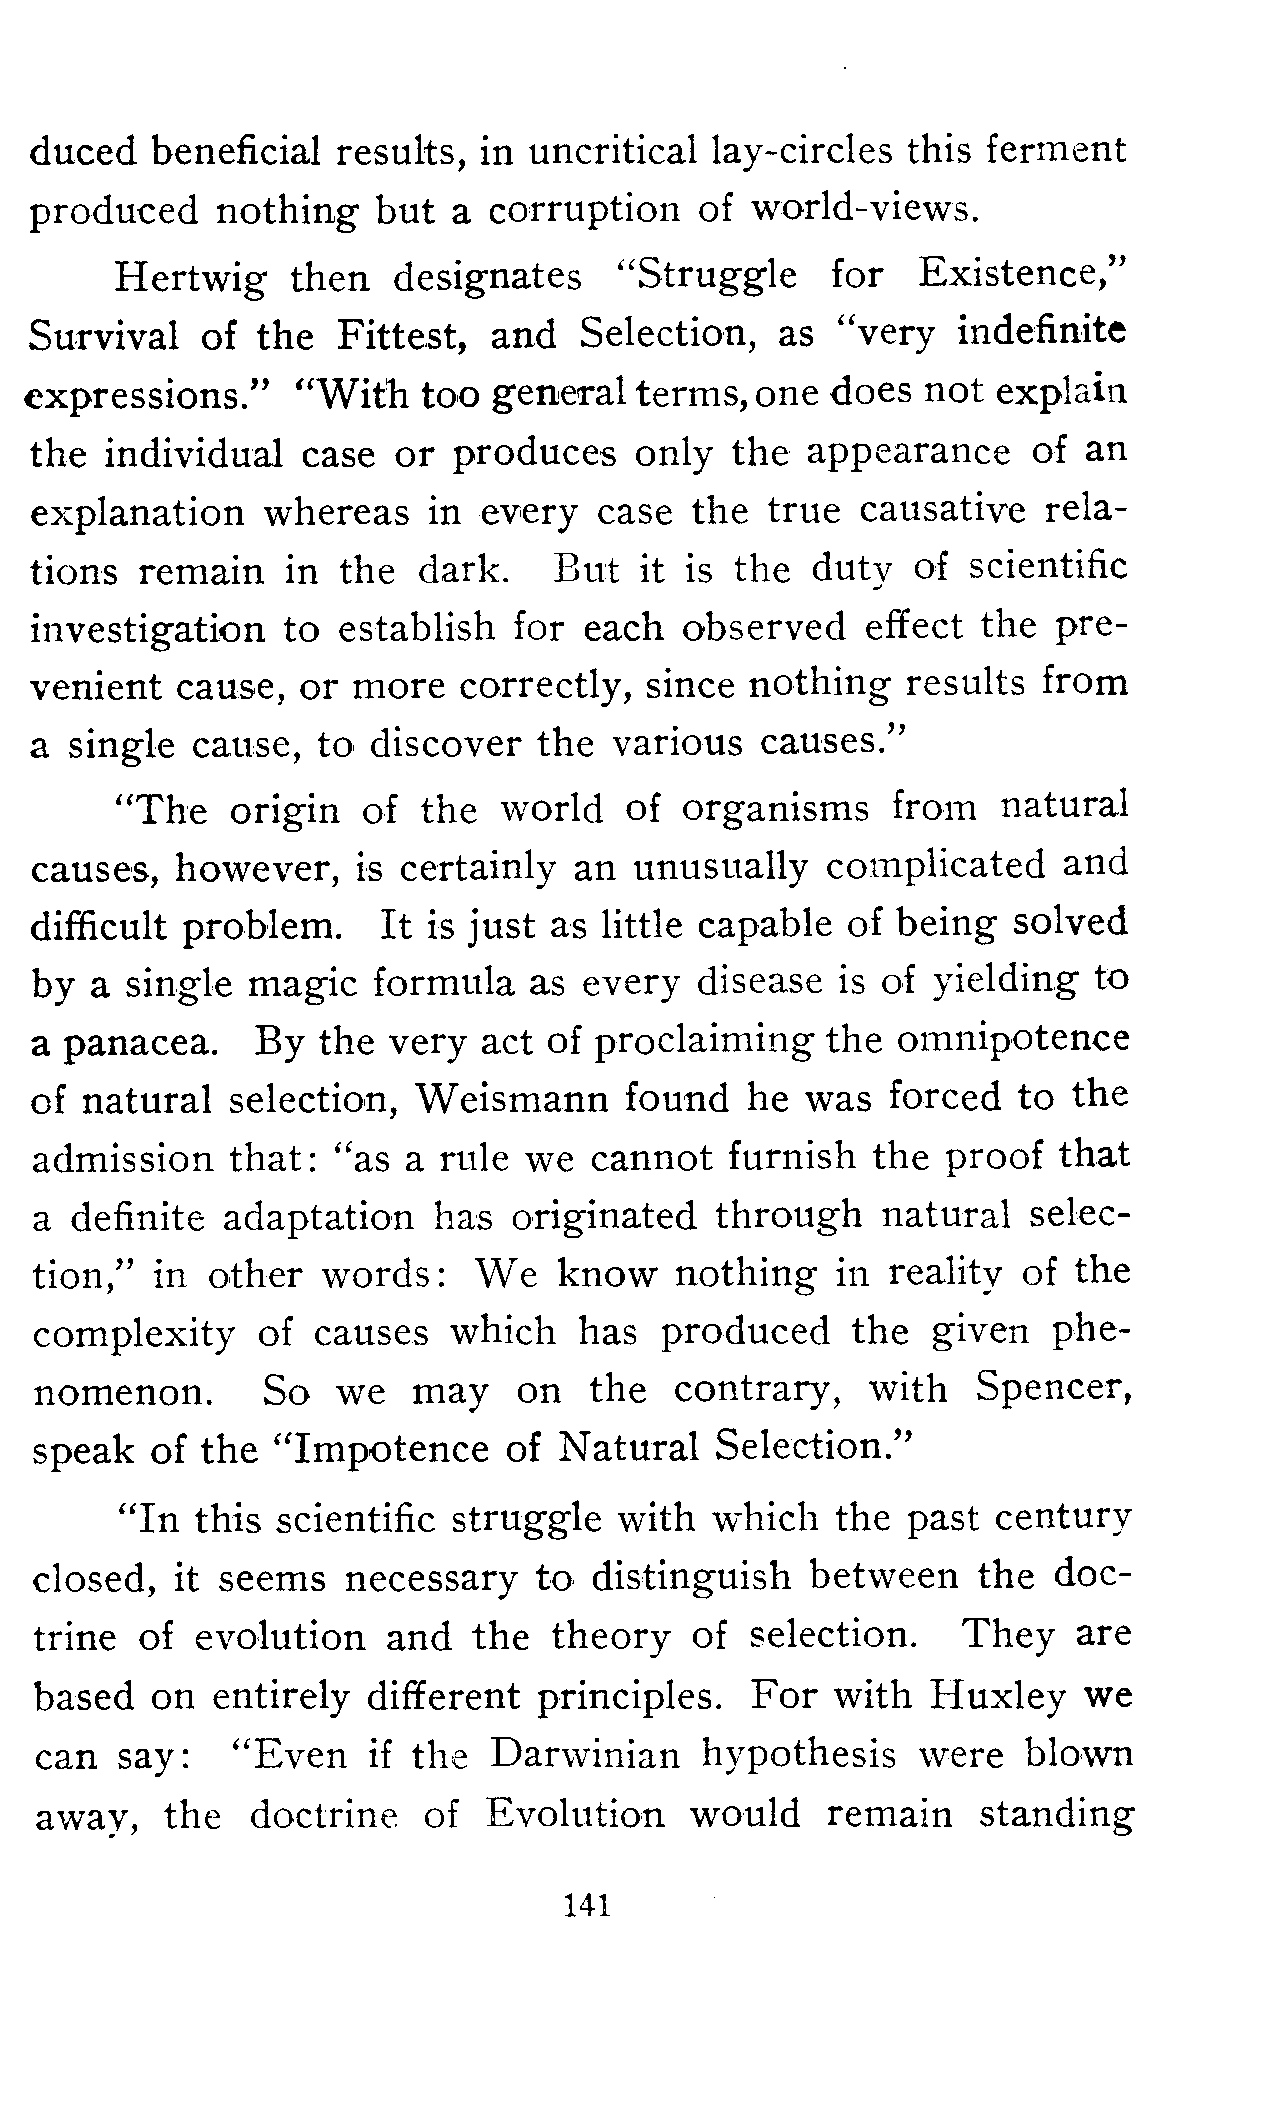 duced beneficial results, in uncritical lay-circles this ferment
produced nothing but a corruption of world-views.
Hertwig then designates “Struggle for Existence,”
Survival of the Fittest, and Selection, as “very indefinite
expressions.” “With too general terms, one does not explain
the individual case or produces only the appearance of an
explanation whereas in every case the true causative rela-
tions remain in the dark. But it is the duty of scientific
investigation to establish for each observed effect the pre-
venient cause, or more correctly, since nothing results from
a single cause, to discover the various causes.”
“The origin of the world of organisms from natural
causes, however, is certainly an unusually complicated and
difficult problem. It is just as little capable of being solved
by a single magic formula as every disease is of yielding to
a panacea. By the very act of proclaiming the omnipotence
of natural selection, Weismann found he was forced to the
admission that: “as a rule we cannot furnish the proof that
a definite adaptation has originated through natural selec-
tion,” in other words: We know nothing in reality of the
complexity of causes which has produced the given phe-
nomenon. So we may on the contrary, with Spencer,
speak of the “Impotence of Natural Selection.”
“In this scientific struggle with which the past century
closed, it seems necessary to distinguish between the doc-
trine of evolution and the theory of selection. They are
based on entirely different principles. For with Huxley we
can say: “Even if the Darwinian hypothesis were blown
away, the doctrine of Evolution would remain standing
141